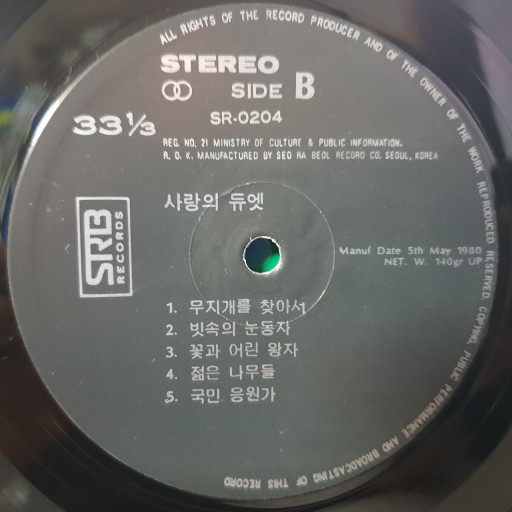 ALL RIGHTS OF THE RECORD PRODUCER AND OF THE OWNER OF THE WORK REPRODUCED RESERVED. COPYING, PUBLIC PERFORMANCE AND BROADCASTING OF THIS RECORD
STEREO
SIDE B
33⅓
SR-0204
REG. NO. 21 MINISTRY OF CULTURE & PUBLIC INFORMATION.
R. O. K. MANUFACTURED BY SEO RA BEOL RECORD CO. SEOUL, KOREA
사랑의 듀엣
SRB
RECORDS
Manuf Date 5th May 1980
NET. W. 140gr UP
1. 무지개를 찾아서
2. 빗속의 눈동자
3. 꽃과 어린 왕자
4. 젊은 나무들
5. 국민 응원가